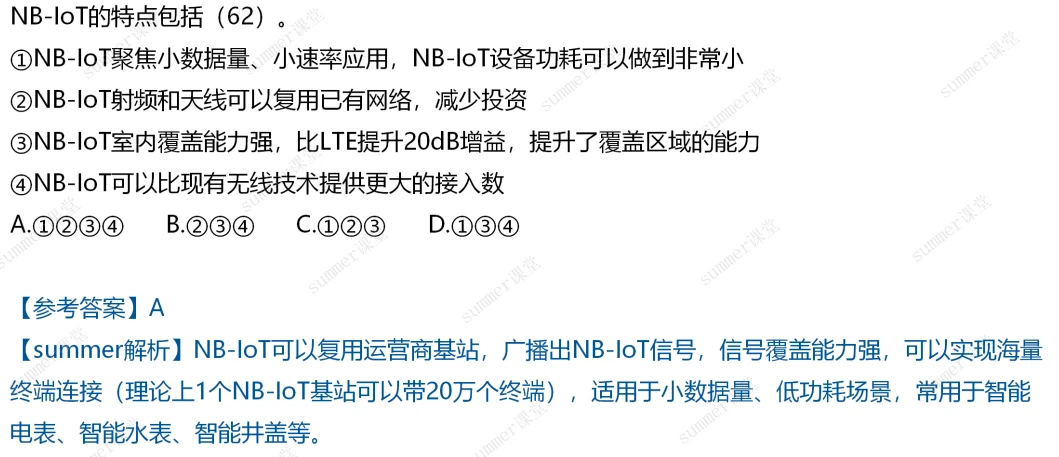 NB-IoT的特点包括（62）。
①NB-IoT聚焦小数据量、小速率应用，NB-IoT设备功耗可以做到非常小
②NB-IoT射频和天线可以复用已有网络，减少投资
③NB-IoT室内覆盖能力强，比LTE提升20dB增益，提升了覆盖区域的能力
④NB-IoT可以比现有无线技术提供更大的接入数
A.①②③④ B.②③④ C.①②③ D.①③④
【参考答案】A
【summer解析】NB-IoT可以复用运营商基站，广播出NB-IoT信号，信号覆盖能力强，可以实现海量
终端连接（理论上1个NB-IoT基站可以带20万个终端），适用于小数据量、低功耗场景，常用于智能
电表、智能水表、智能井盖等。
summer课堂